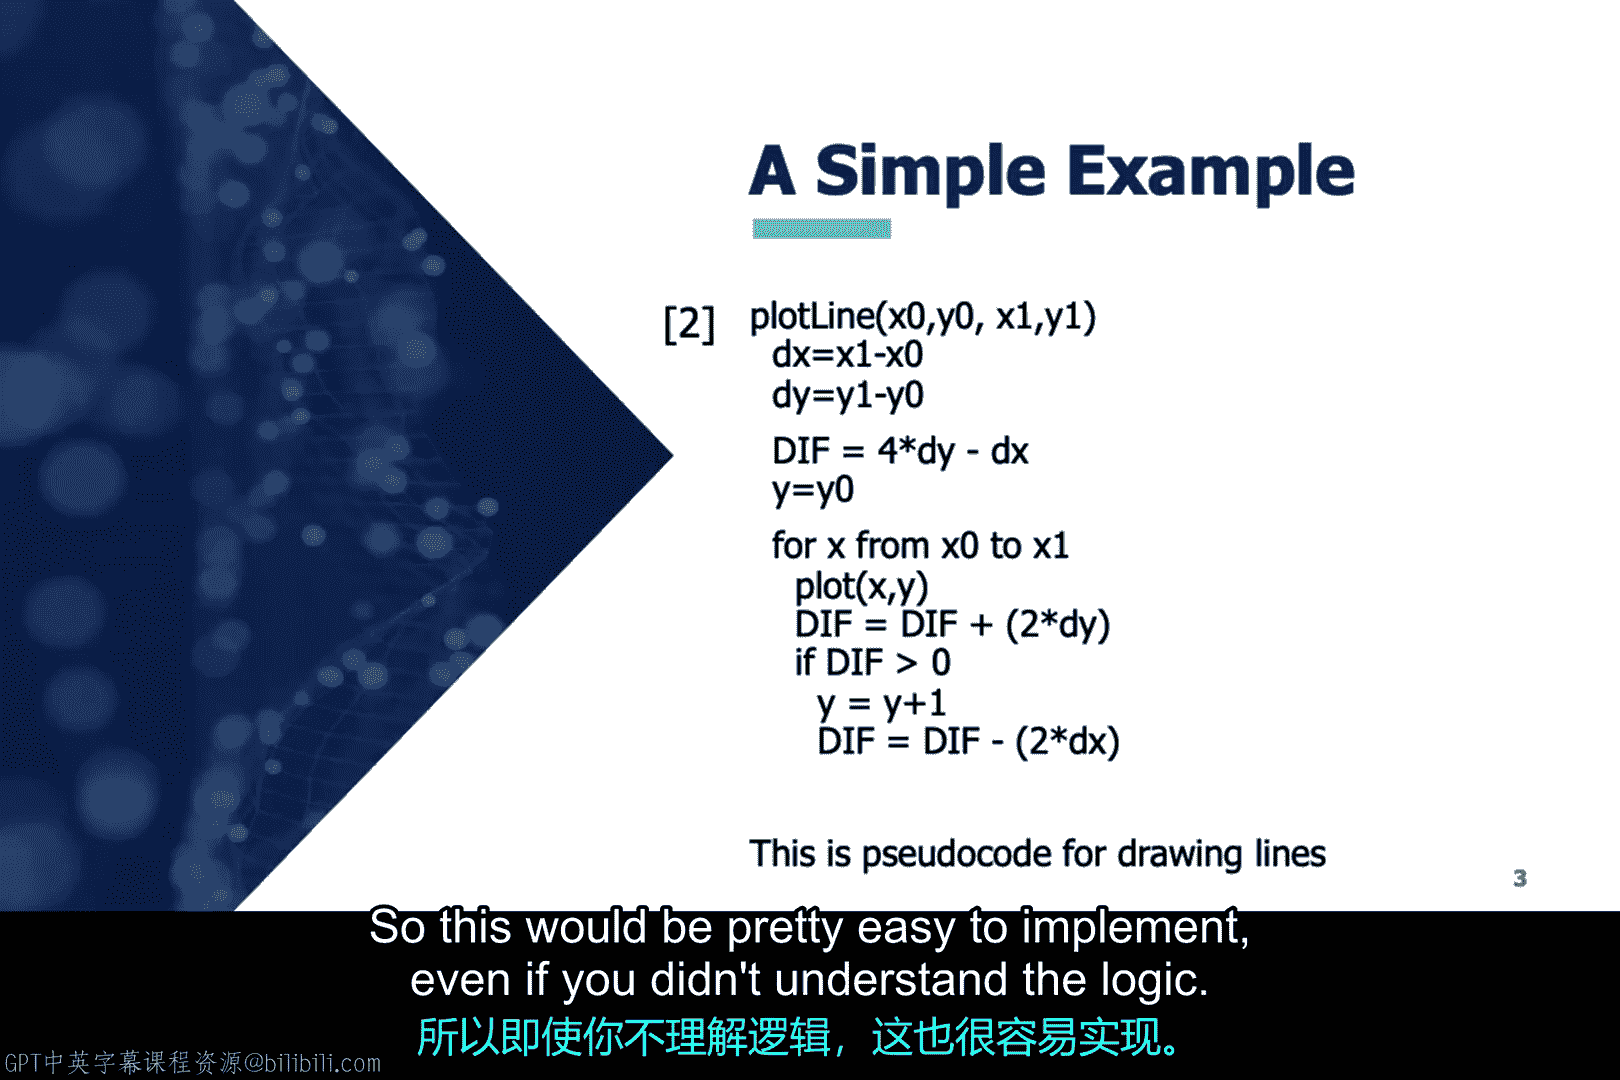 A Simple Example
[2]
plotLine(x0,y0, x1,y1)
dx=x1-x0
dy=y1-y0
DIF = 4*dy - dx
y=y0
for x from x0 to x1
plot(x,y)
DIF = DIF + (2*dy)
if DIF > 0
y = y+1
DIF = DIF - (2*dx)
This is pseudocode for drawing lines
3
So this would be pretty easy to implement,
even if you didn't understand the logic.
所以即使你不理解逻辑，这也很容易实现。
GPT中英字幕课程资源@bilibili.com